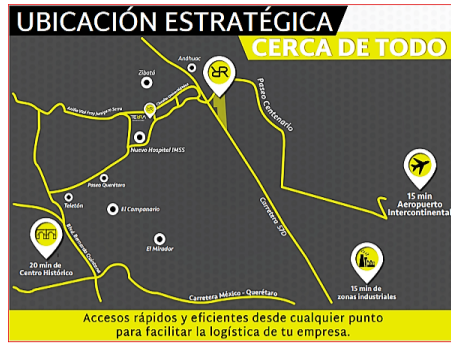 UBICACIÓN ESTRATÉGICA
CERCA DE TODO
Andhuac
Zibatá
Paseo Centenario
Nuevo Hospital IMSS
Paseo Querétaro
Teletón
El Campanario
El Mirador
Carretera 57D
15 min
Aeropuerto
Intercontinental
20 min de
Centro Histórico
15 min de
zonas industriales
Carretera México - Querétaro
Accesos rápidos y eficientes desde cualquier punto
para facilitar la logística de tu empresa.